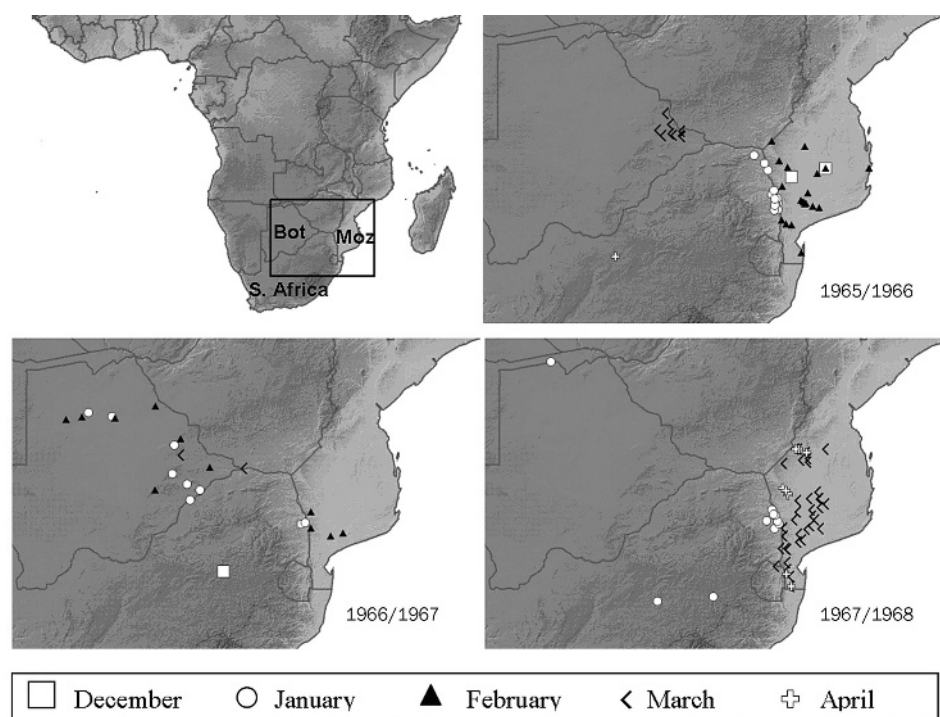 Bot
Moz
S. Africa
1965/1966
1966/1967
1967/1968
December January February March April